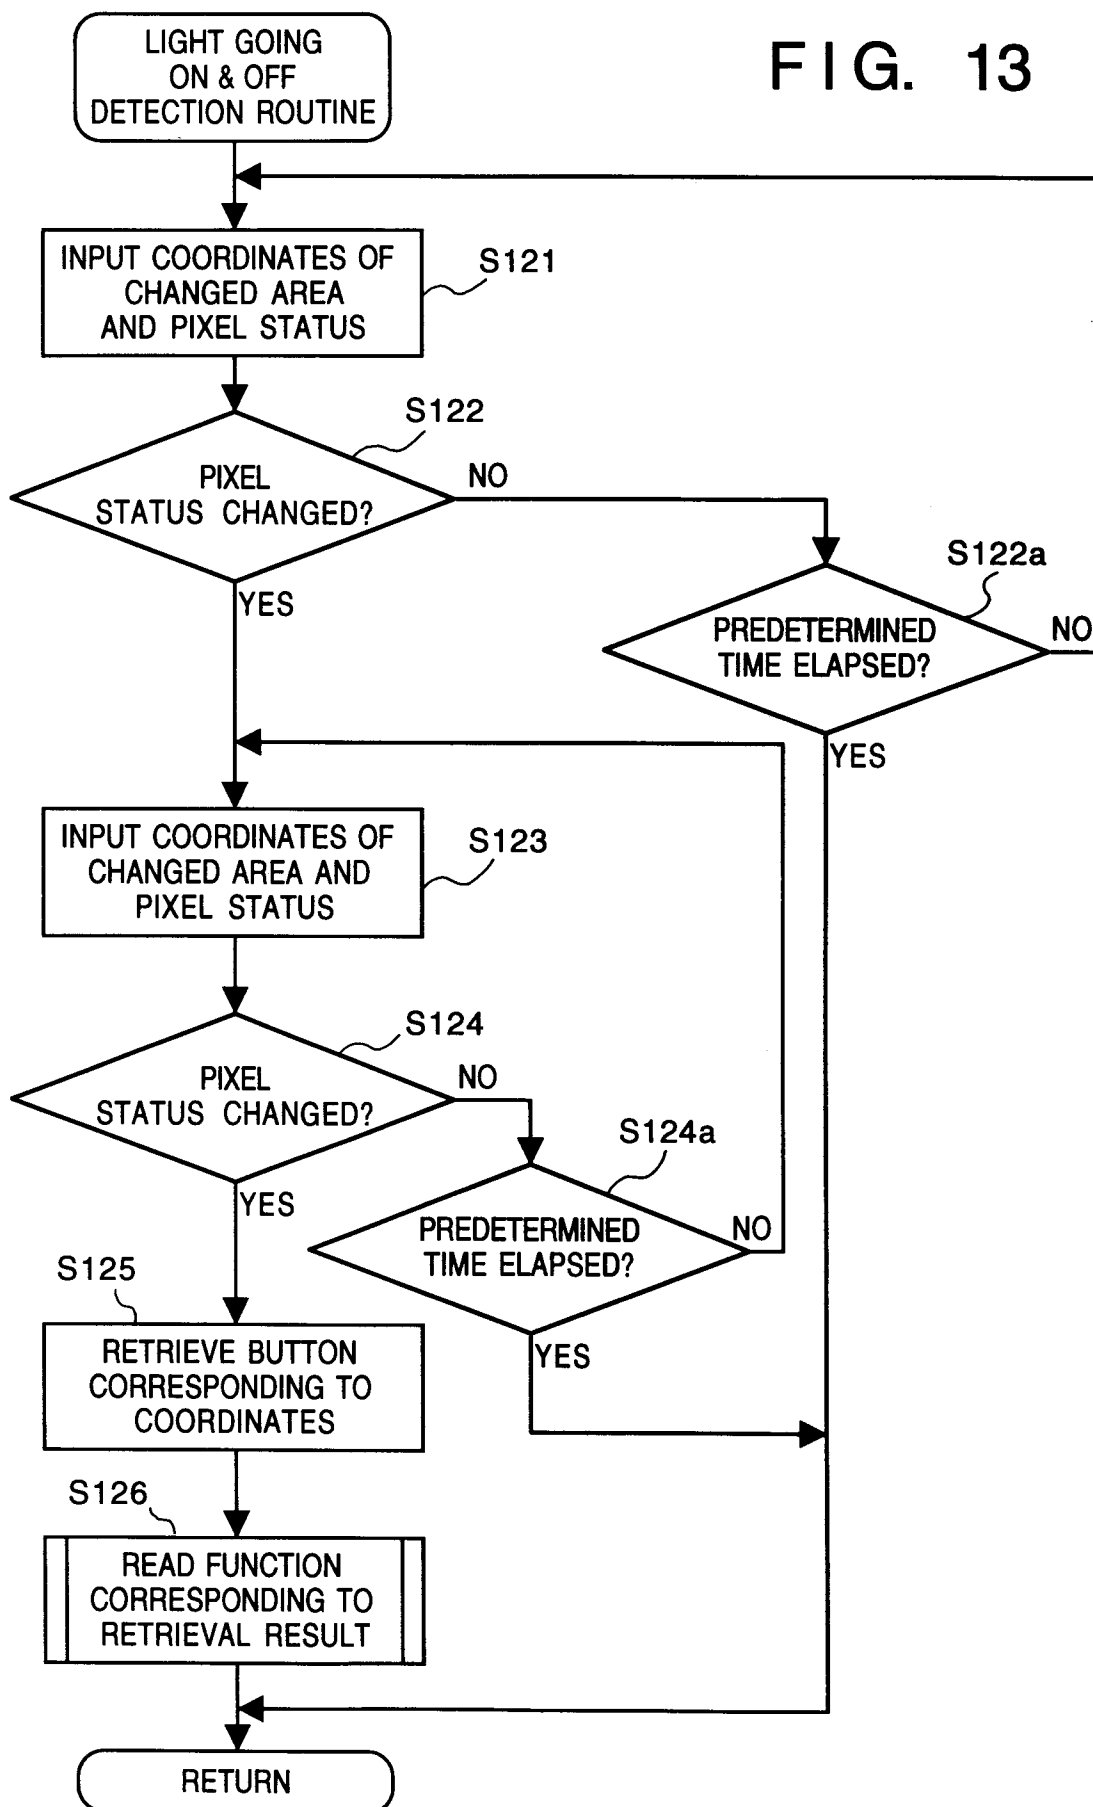 LIGHT GOING
ON & OFF
DETECTION ROUTINE
FIG. 13
INPUT COORDINATES OF
CHANGED AREA
AND PIXEL STATUS
S121
S122
PIXEL
STATUS CHANGED?
NO
YES
S122a
PREDETERMINED
TIME ELAPSED?
NO
YES
INPUT COORDINATES OF
CHANGED AREA AND
PIXEL STATUS
S123
S124
PIXEL
STATUS CHANGED?
NO
YES
S124a
PREDETERMINED
TIME ELAPSED?
NO
YES
S125
RETRIEVE BUTTON
CORRESPONDING TO
COORDINATES
S126
READ FUNCTION
CORRESPONDING TO
RETRIEVAL RESULT
RETURN